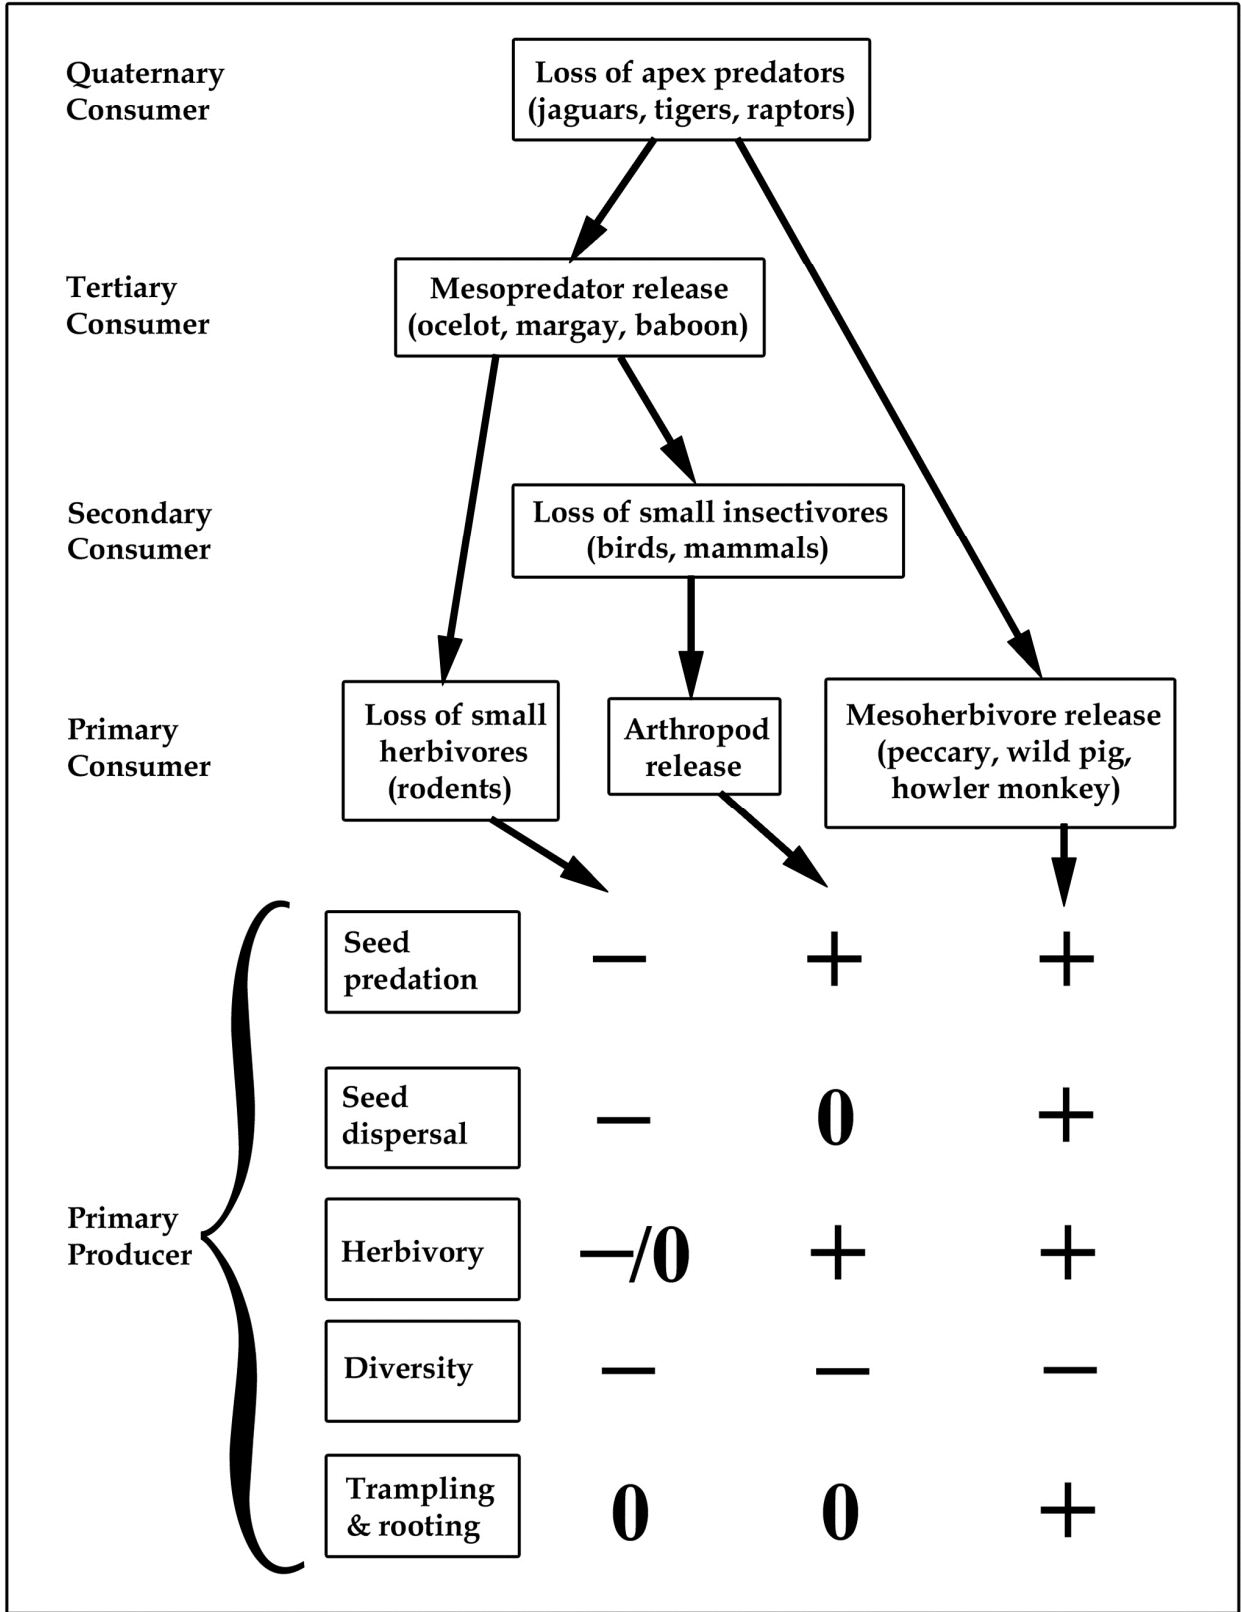 Quaternary
Consumer
Loss of apex predators
(jaguars, tigers, raptors)
Tertiary
Consumer
Mesopredator release
(ocelot, margay, baboon)
Secondary
Consumer
Loss of small insectivores
(birds, mammals)
Primary
Consumer
Loss of small
herbivores
(rodents)
Arthropod
release
Mesoherbivore release
(peccary, wild pig,
howler monkey)
Primary
Producer
Seed
predation
— + +
Seed
dispersal
— 0 +
Herbivory
—/0 + +
Diversity
— — —
Trampling
& rooting
0 0 +